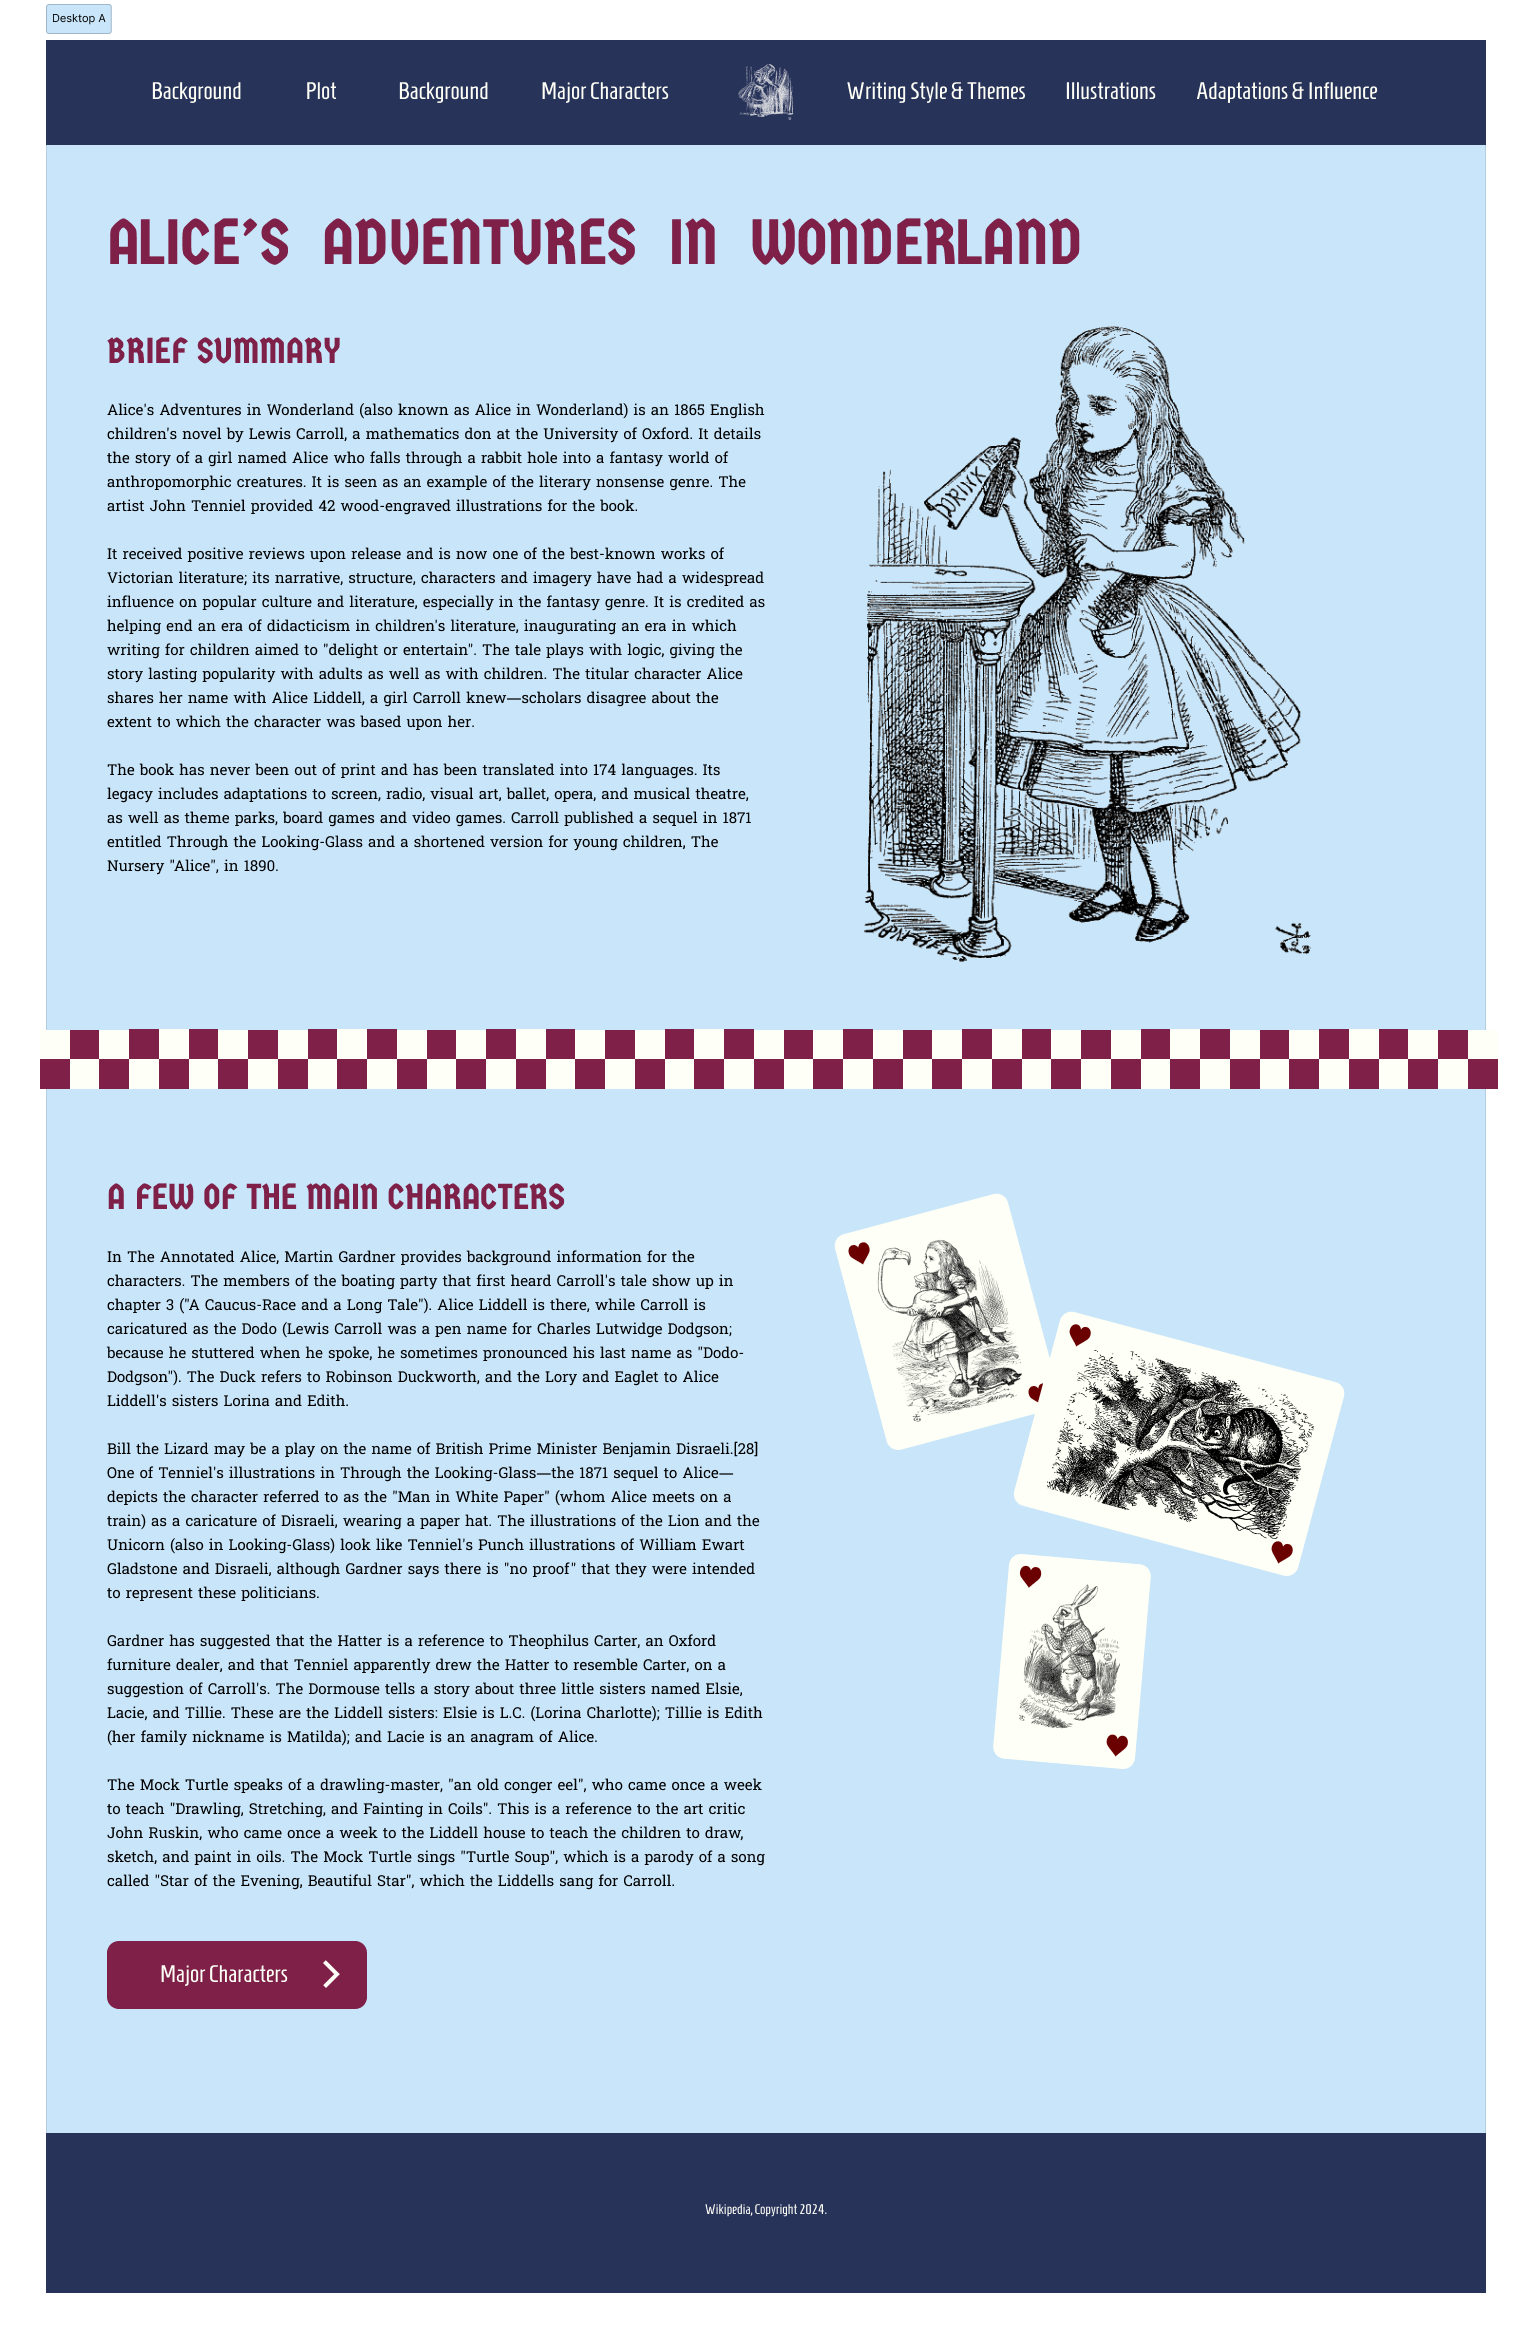 Desktop A
Background Plot Background Major Characters Writing Style & Themes Illustrations Adaptations & Influence
ALICE'S ADVENTURES IN WONDERLAND
BRIEF SUMMARY
Alice's Adventures in Wonderland (also known as Alice in Wonderland) is an 1865 English
children's novel by Lewis Carroll, a mathematics don at the University of Oxford. It details
the story of a girl named Alice who falls through a rabbit hole into a fantasy world of
anthropomorphic creatures. It is seen as an example of the literary nonsense genre. The
artist John Tenniel provided 42 wood-engraved illustrations for the book.
It received positive reviews upon release and is now one of the best-known works of
Victorian literature; its narrative, structure, characters and imagery have had a widespread
influence on popular culture and literature, especially in the fantasy genre. It is credited as
helping end an era of didacticism in children's literature, inaugurating an era in which
writing for children aimed to "delight or entertain". The tale plays with logic, giving the
story lasting popularity with adults as well as with children. The titular character Alice
shares her name with Alice Liddell, a girl Carroll knew—scholars disagree about the
extent to which the character was based upon her.
The book has never been out of print and has been translated into 174 languages. Its
legacy includes adaptations to screen, radio, visual art, ballet, opera, and musical theatre,
as well as theme parks, board games and video games. Carroll published a sequel in 1871
entitled Through the Looking-Glass and a shortened version for young children, The
Nursery "Alice", in 1890.
DRINK M
A FEW OF THE MAIN CHARACTERS
In The Annotated Alice, Martin Gardner provides background information for the
characters. The members of the boating party that first heard Carroll's tale show up in
chapter 3 ("A Caucus-Race and a Long Tale"). Alice Liddell is there, while Carroll is
caricatured as the Dodo (Lewis Carroll was a pen name for Charles Lutwidge Dodgson;
because he stuttered when he spoke, he sometimes pronounced his last name as "Dodo-
Dodgson"). The Duck refers to Robinson Duckworth, and the Lory and Eaglet to Alice
Liddell's sisters Lorina and Edith.
Bill the Lizard may be a play on the name of British Prime Minister Benjamin Disraeli.[28]
One of Tenniel's illustrations in Through the Looking-Glass—the 1871 sequel to Alice—
depicts the character referred to as the "Man in White Paper" (whom Alice meets on a
train) as a caricature of Disraeli, wearing a paper hat. The illustrations of the Lion and the
Unicorn (also in Looking-Glass) look like Tenniel's Punch illustrations of William Ewart
Gladstone and Disraeli, although Gardner says there is "no proof" that they were intended
to represent these politicians.
Gardner has suggested that the Hatter is a reference to Theophilus Carter, an Oxford
furniture dealer, and that Tenniel apparently drew the Hatter to resemble Carter, on a
suggestion of Carroll's. The Dormouse tells a story about three little sisters named Elsie,
Lacie, and Tillie. These are the Liddell sisters: Elsie is L.C. (Lorina Charlotte); Tillie is Edith
(her family nickname is Matilda); and Lacie is an anagram of Alice.
The Mock Turtle speaks of a drawling-master, "an old conger eel", who came once a week
to teach "Drawling, Stretching, and Fainting in Coils". This is a reference to the art critic
John Ruskin, who came once a week to the Liddell house to teach the children to draw,
sketch, and paint in oils. The Mock Turtle sings "Turtle Soup", which is a parody of a song
called "Star of the Evening, Beautiful Star", which the Liddells sang for Carroll.
Major Characters
Wikipedia, Copyright 2024.